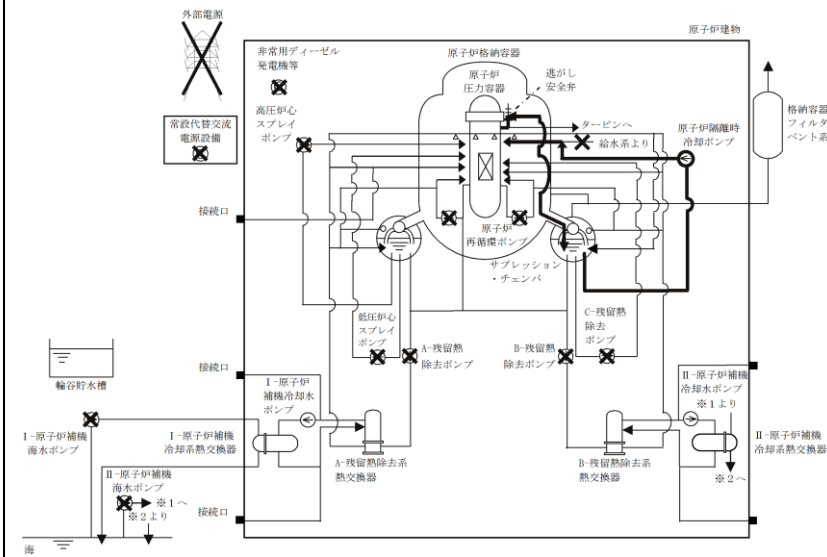 外部電源
原子炉建物
非常用ディーゼル
発電機等
原子炉格納容器
原子炉
圧力容器
逃がし
安全弁
高圧炉心
スプレイ
ポンプ
常設代替交流
電源設備
タービンへ
給水系より
原子炉隔離時
冷却ポンプ
格納容器
フィルタ
ベント系
接続口
原子炉
再循環ポンプ
サプレッション
・チェンバ
低圧炉心
スプレイ
ポンプ
A-残留熱
除去ポンプ
B-残留熱
除去ポンプ
C-残留熱
除去
ポンプ
輪谷貯水槽
接続口
Ⅰ-原子炉
補機冷却水
ポンプ
Ⅱ-原子炉補機
冷却水ポンプ
※1より
Ⅰ-原子炉補機
海水ポンプ
Ⅰ-原子炉補機
冷却系熱交換器
Ⅱ-原子炉補機
冷却系熱交換器
A-残留熱除去系
熱交換器
B-残留熱除去系
熱交換器
※2へ
Ⅱ-原子炉補機
海水ポンプ
※1へ
※2より
接続口
海